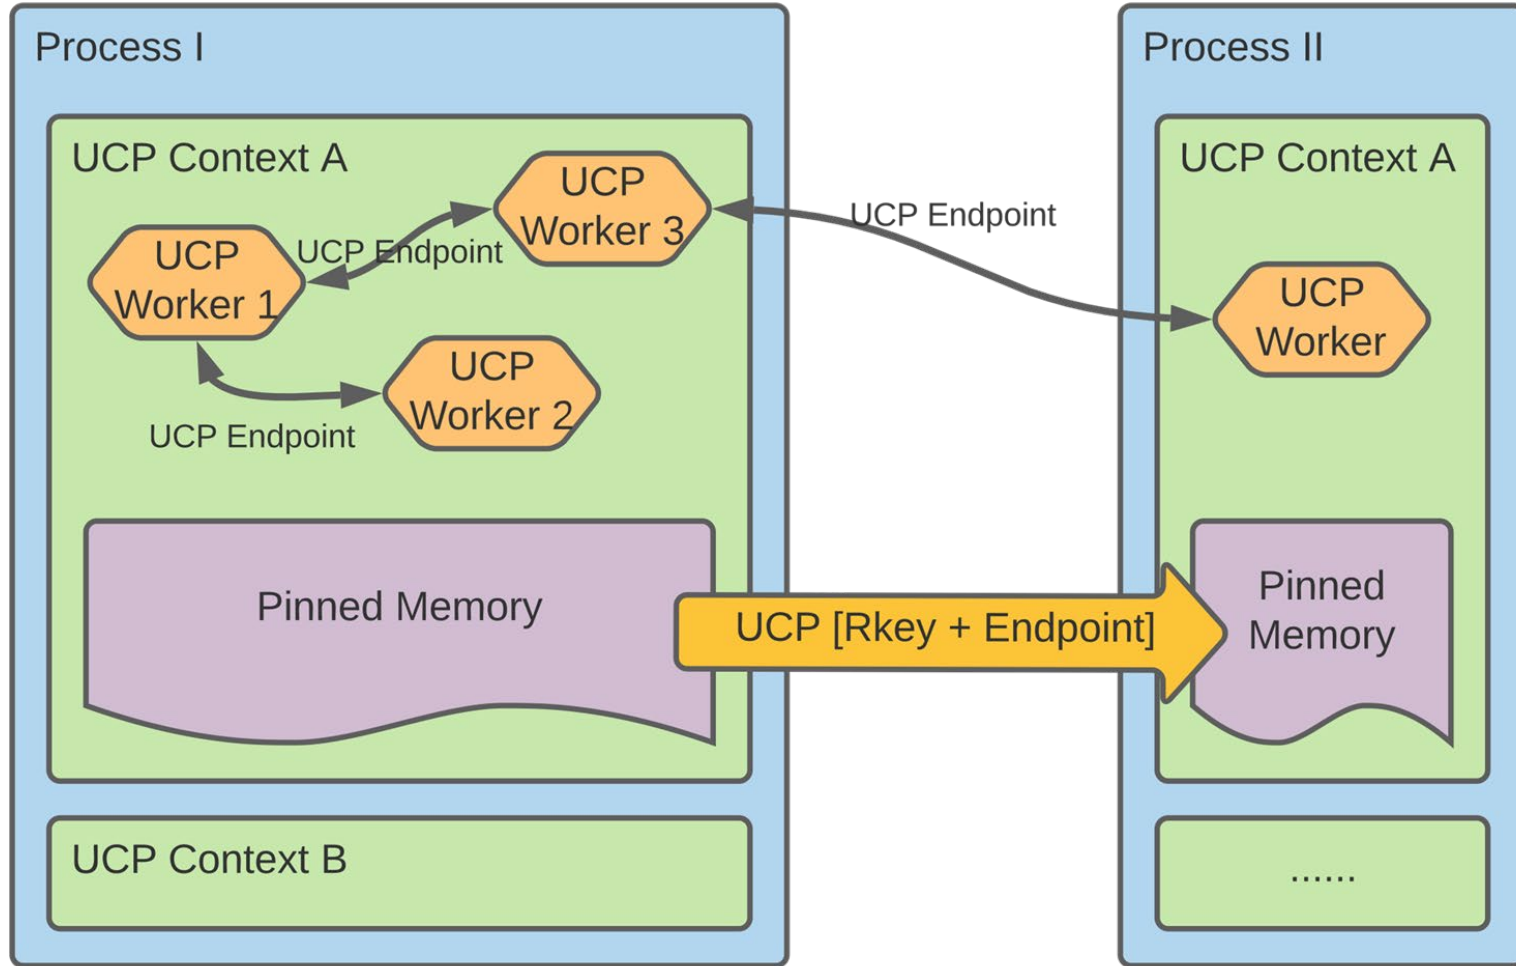 Process I
UCP Context A
UCP
Worker 1
UCP Endpoint
UCP
Worker 3
UCP Endpoint
UCP
Worker 2
UCP Endpoint
Pinned Memory
UCP [Rkey + Endpoint]
UCP Context B
Process II
UCP Context A
UCP
Worker
Pinned
Memory
......